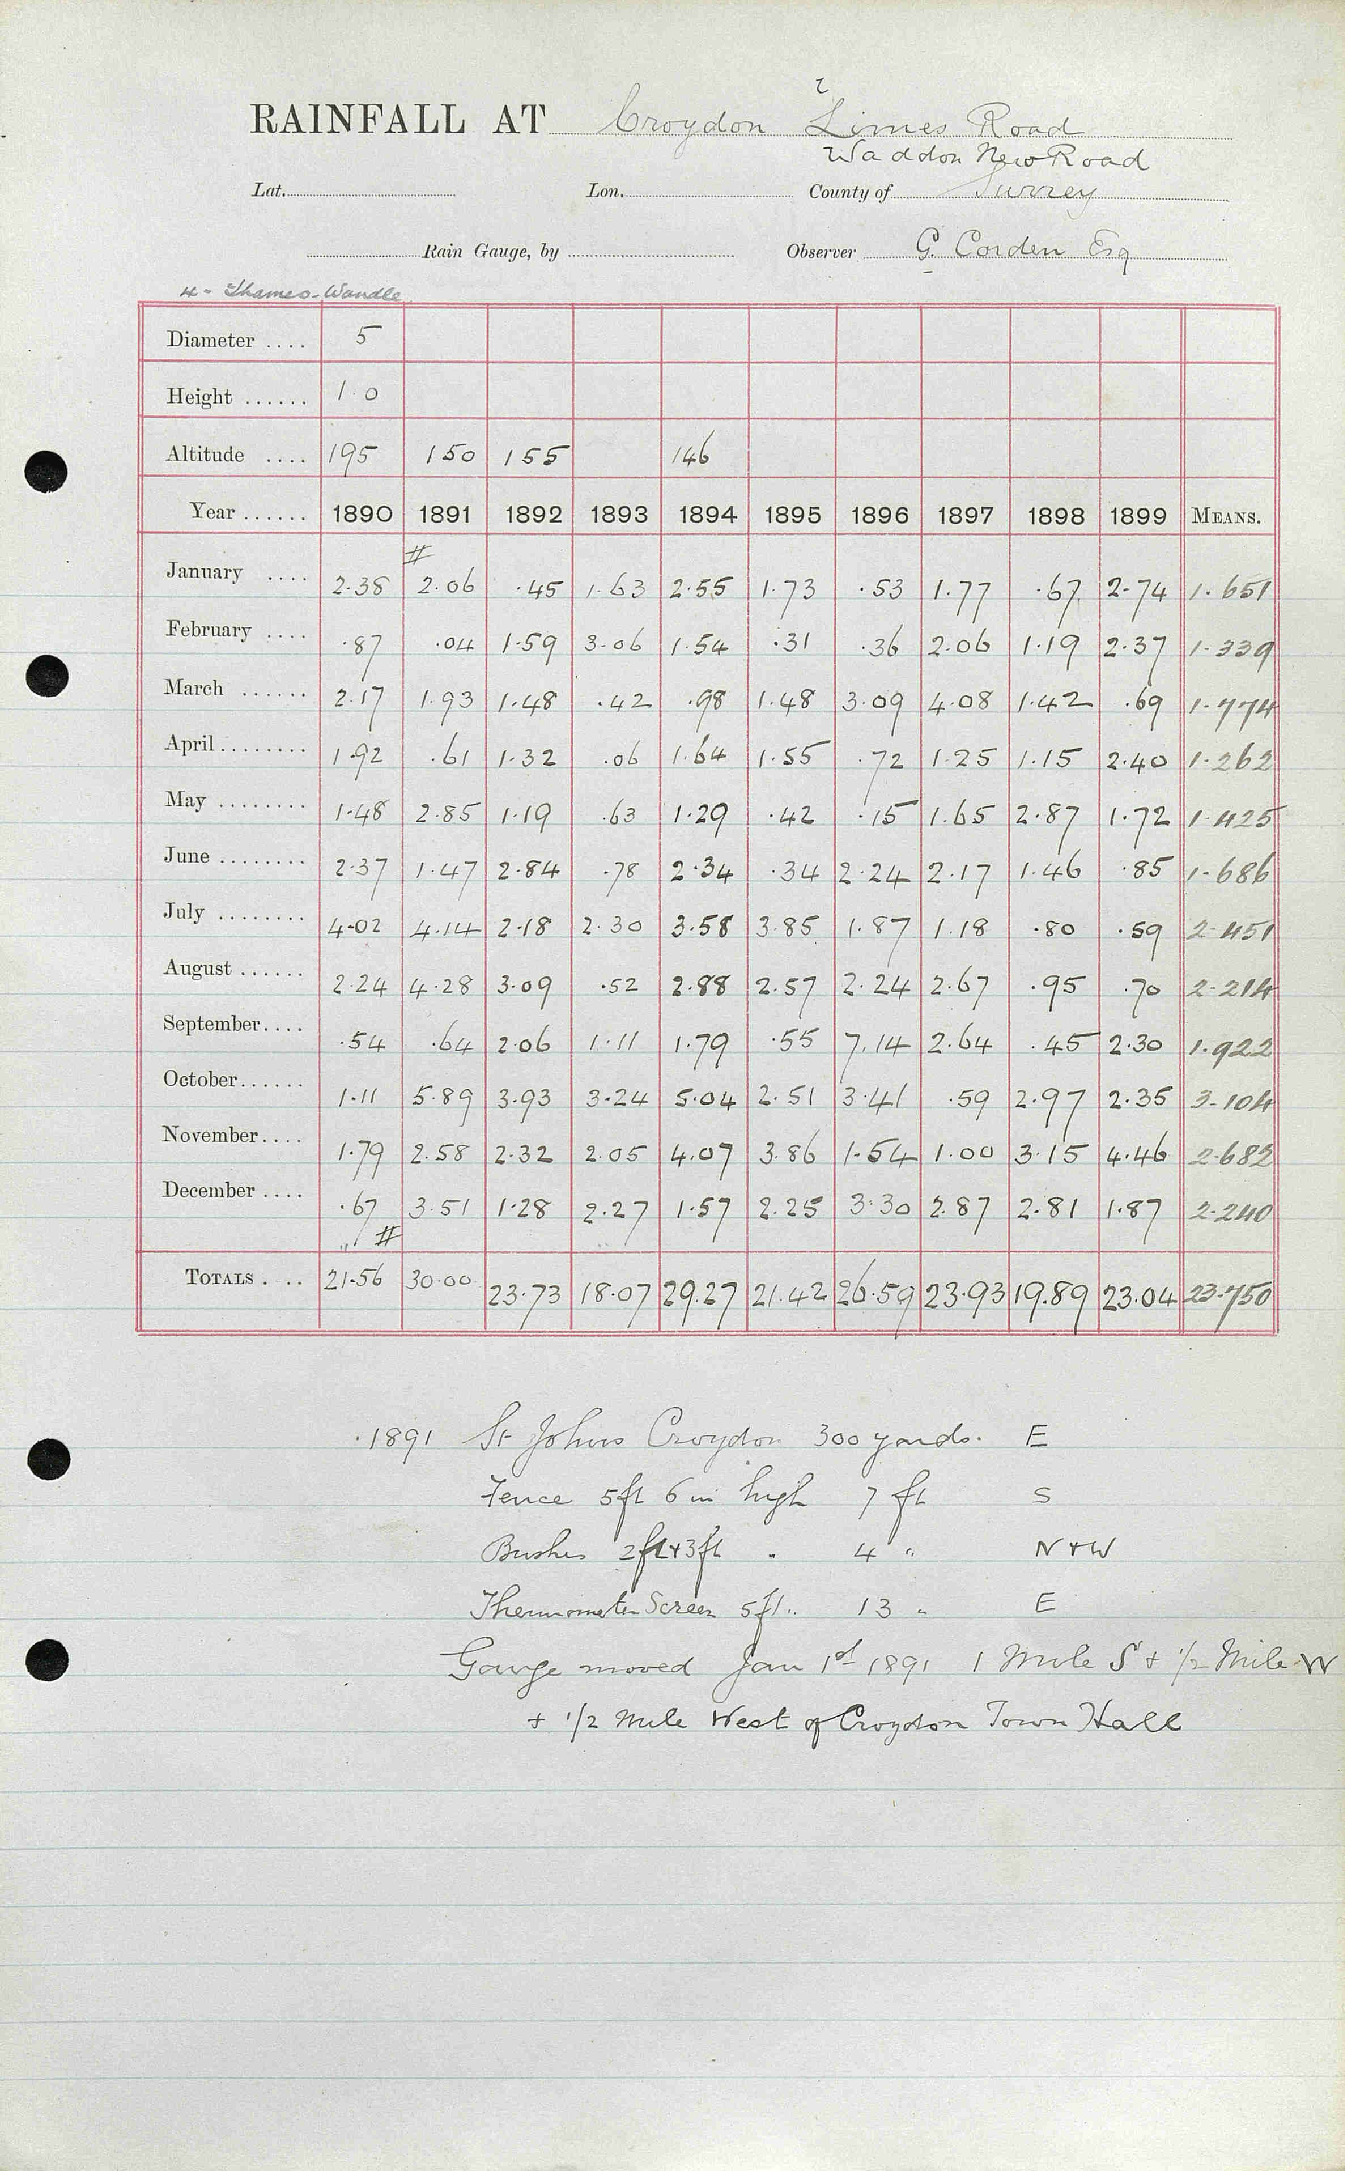 RAINFALL AT Croydon Limes Road
Waddon New Road
Lat. Lon. County of Surrey
Rain Gauge, by Observer G. Corden Esq
4 - Thames-Wandle
Diameter .... 5
Height ...... 1 0
Altitude .... 195 150 155 146
Year ...... 1890 1891 1892 1893 1894 1895 1896 1897 1898 1899 MEANS.
#
January .... 2.38 2.06 .45 1.63 2.55 1.73 .53 1.77 .67 2.74 1.651
February .... .87 .04 1.59 3.06 1.54 .31 .36 2.06 1.19 2.37 1.339
March ...... 2.17 1.93 1.48 .42 .98 1.48 3.09 4.08 1.42 .69 1.774
April ........ 1.92 .61 1.32 .06 1.64 1.55 .72 1.25 1.15 2.40 1.262
May ........ 1.48 2.85 1.19 .63 1.29 .42 .15 1.65 2.87 1.72 1.425
June ........ 2.37 1.47 2.84 .78 2.34 .34 2.24 2.17 1.46 .85 1.686
July ........ 4.02 4.14 2.18 2.30 3.58 3.85 1.87 1.18 .80 .59 2.451
August ...... 2.24 4.28 3.09 .52 2.88 2.57 2.24 2.67 .95 .70 2.214
September.... .54 .64 2.06 1.11 1.79 .55 7.14 2.64 .45 2.30 1.922
October...... 1.11 5.89 3.93 3.24 5.04 2.51 3.41 .59 2.97 2.35 3.104
November.... 1.79 2.58 2.32 2.05 4.07 3.86 1.54 1.00 3.15 4.46 2.682
December .... .67 3.51 1.28 2.27 1.57 2.25 3.30 2.87 2.81 1.87 2.240
#
TOTALS . .. 21.56 30.00 23.73 18.07 29.27 21.42 26.59 23.93 19.89 23.04 23.750
1891 St Johns Croydon 300 yards. E
Fence 5ft 6 in high 7 ft S
Bushes 2ft + 3ft " 4 " N + W
Thermometer Screen 5ft " 13 " E
Gauge moved Jan 1st 1891 1 Mile S + 1/2 Mile W
+ 1/2 Mile West of Croydon Town Hall